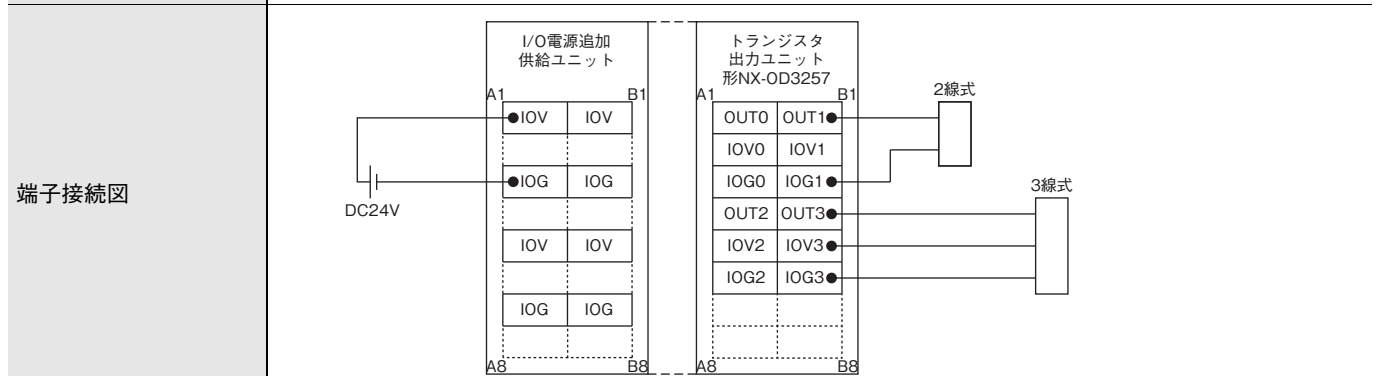 端子接続図
I/O電源追加
供給ユニット
A1 B1
IOV IOV
IOG IOG
IOV IOV
IOG IOG
A8 B8
DC24V
トランジスタ
出力ユニット
形NX-OD3257
A1 B1
OUT0 OUT1
IOV0 IOV1
IOG0 IOG1
OUT2 OUT3
IOV2 IOV3
IOG2 IOG3
A8 B8
2線式
3線式